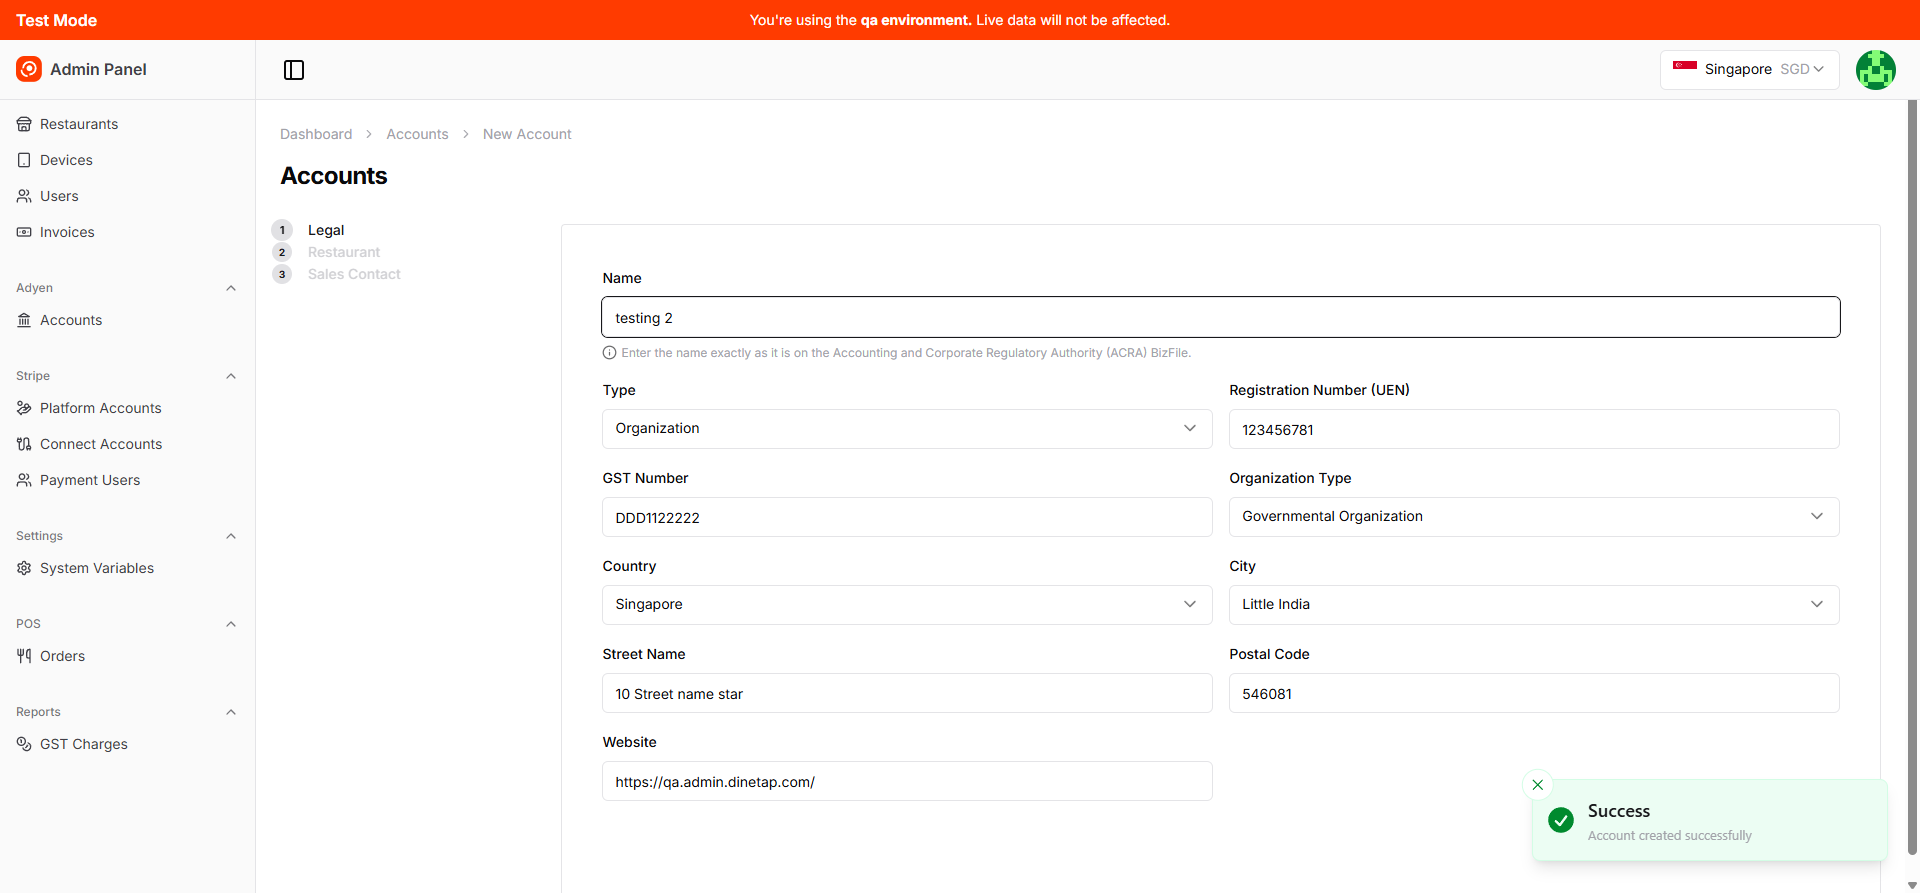 Test Mode
You're using the qa environment. Live data will not be affected.
Admin Panel
Singapore SGD
Restaurants
Devices
Users
Invoices
Adyen
Accounts
Stripe
Platform Accounts
Connect Accounts
Payment Users
Settings
System Variables
POS
Orders
Reports
GST Charges
Dashboard > Accounts > New Account
Accounts
1 Legal
2 Restaurant
3 Sales Contact
Name
testing 2
Enter the name exactly as it is on the Accounting and Corporate Regulatory Authority (ACRA) BizFile.
Type
Organization
Registration Number (UEN)
123456781
GST Number
DDD1122222
Organization Type
Governmental Organization
Country
Singapore
City
Little India
Street Name
10 Street name star
Postal Code
546081
Website
https://qa.admin.dinetap.com/
Success
Account created successfully